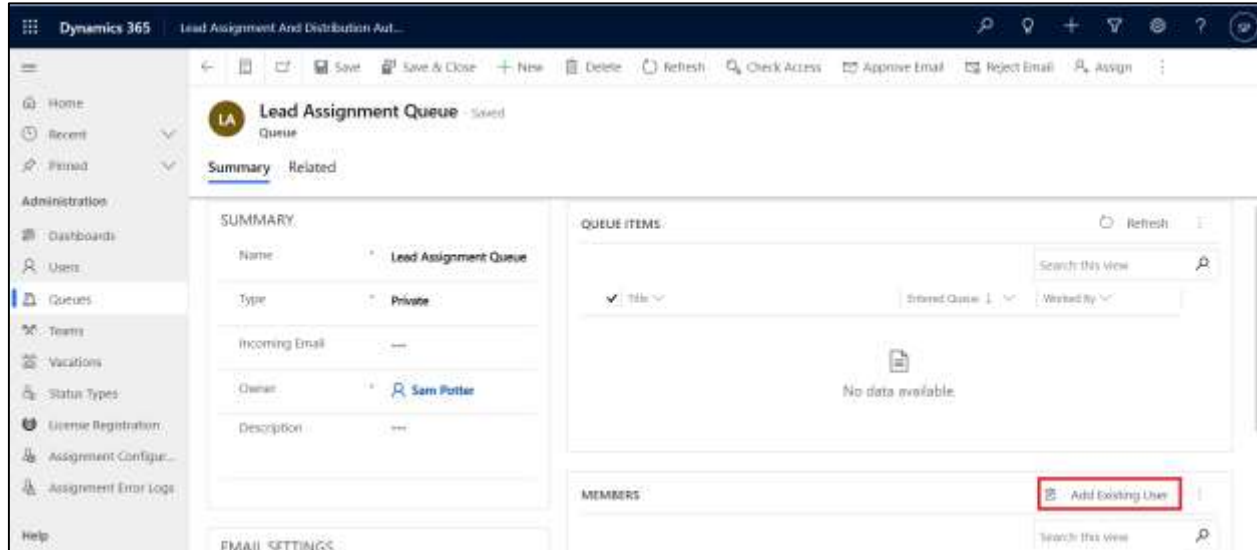 Dynamics 365 Lead Assignment And Distribution Aut...
Save Save & Close New Delete Refresh Check Access Approve Email Reject Email Assign
Home
Recent
Pinned
Administration
Dashboards
Users
Queues
Teams
Vacations
Status Types
License Registration
Assignment Configur...
Assignment Error Logs
Help
LA
Lead Assignment Queue - Saved
Queue
Summary Related
SUMMARY
Name * Lead Assignment Queue
Type * Private
Incoming Email ---
Owner * Sam Potter
Description ---
EMAIL SETTINGS
QUEUE ITEMS Refresh
Search this view
Title Entered Queue ↓ Worked By
No data available.
MEMBERS Add Existing User
Search this view